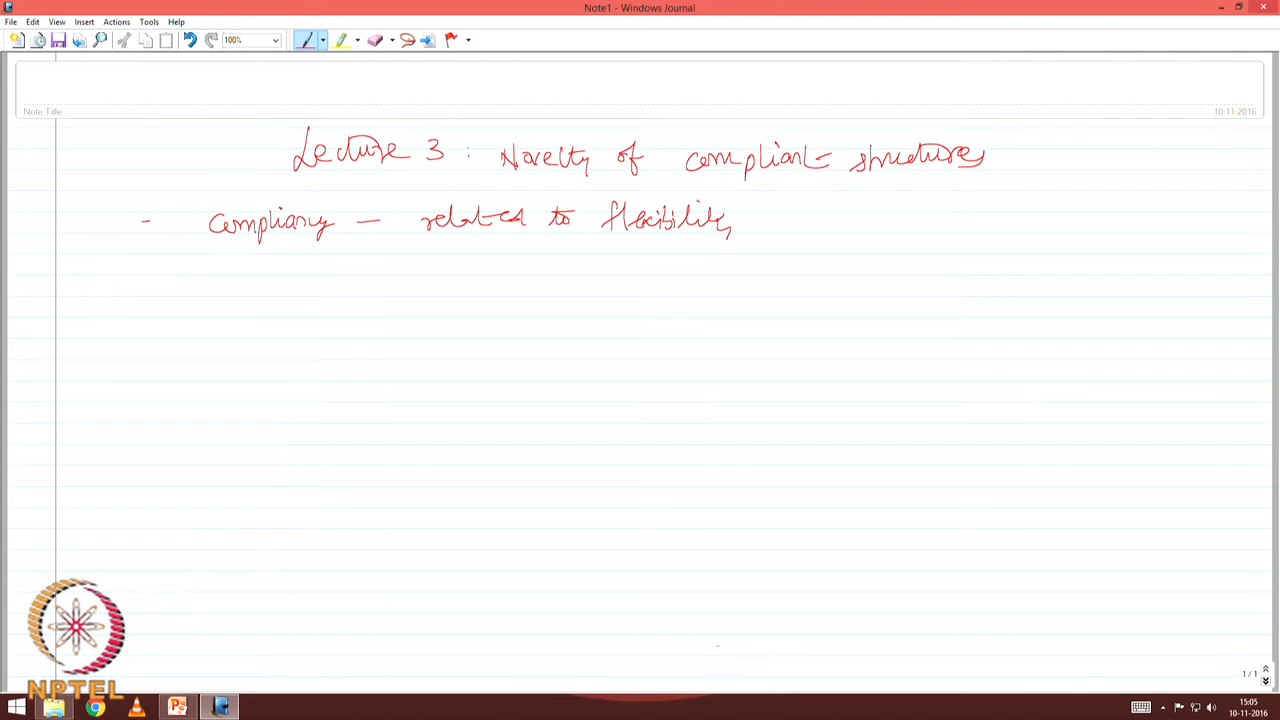 Note1 - Windows Journal
File Edit View Insert Actions Tools Help
100%
Note Title
10-11-2016
Lecture 3 : Novelty of compliant structures
- compliancy - related to flexibility
1 / 1
NPTEL
15:05
10-11-2016